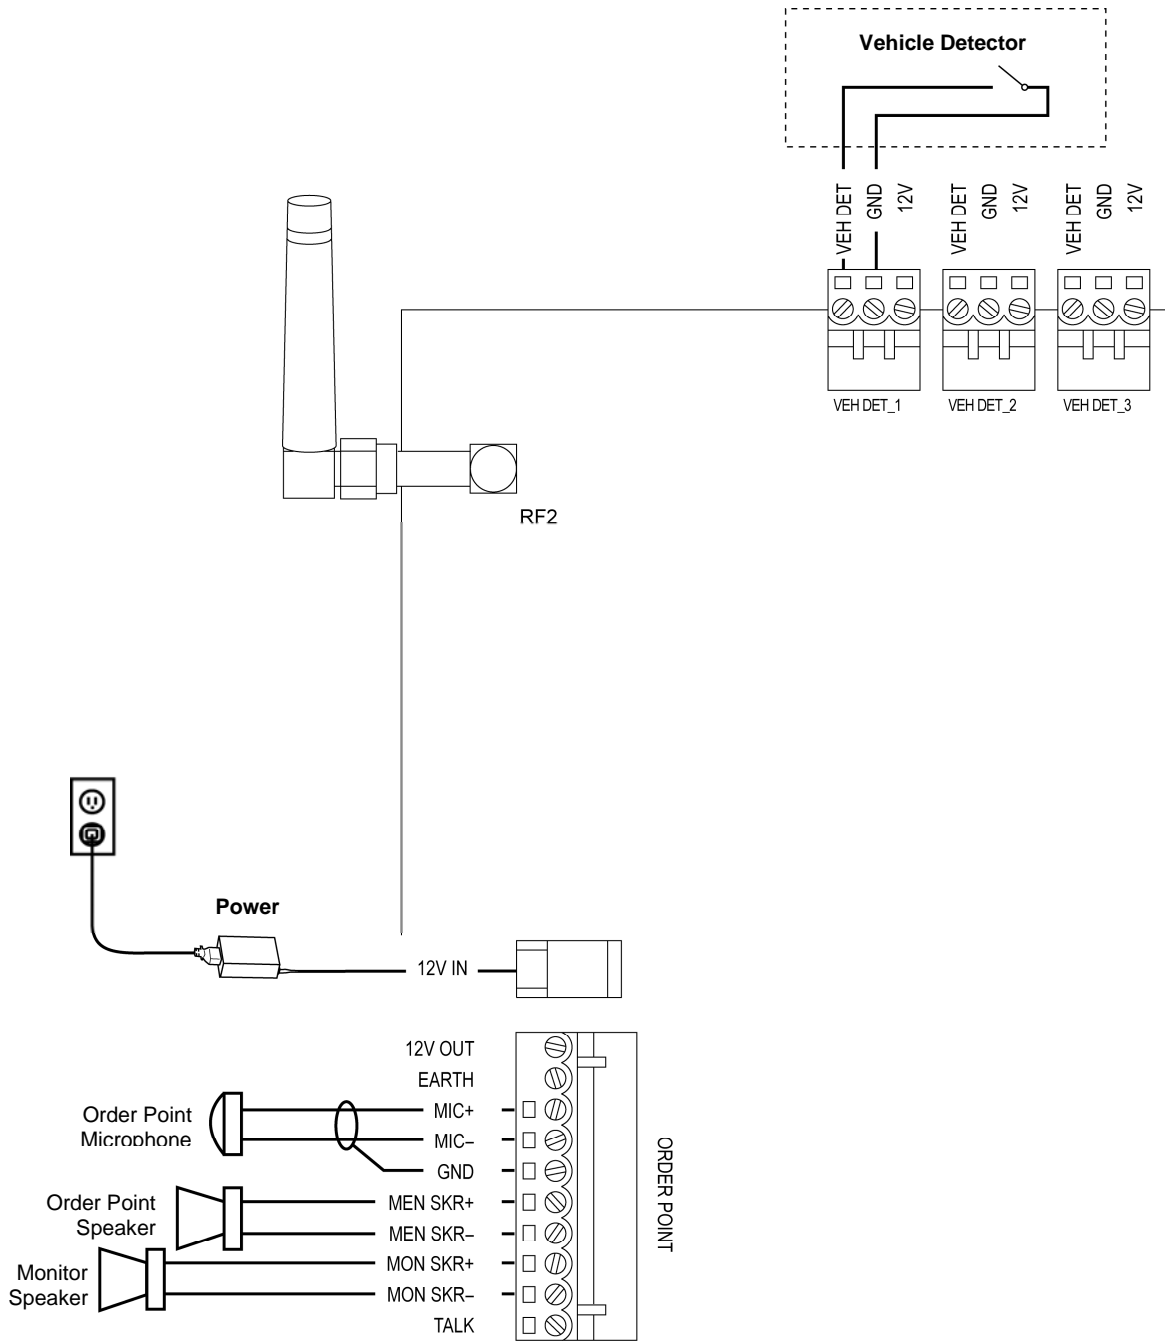 Vehicle Detector
VEH DET
GND
12V
VEH DET
GND
12V
VEH DET
GND
12V
VEH DET_1
VEH DET_2
VEH DET_3
RF2
Power
12V IN
12V OUT
EARTH
Order Point
Microphone
MIC+
MIC–
GND
Order Point
Speaker
MEN SKR+
MEN SKR–
Monitor
Speaker
MON SKR+
MON SKR–
TALK
ORDER POINT